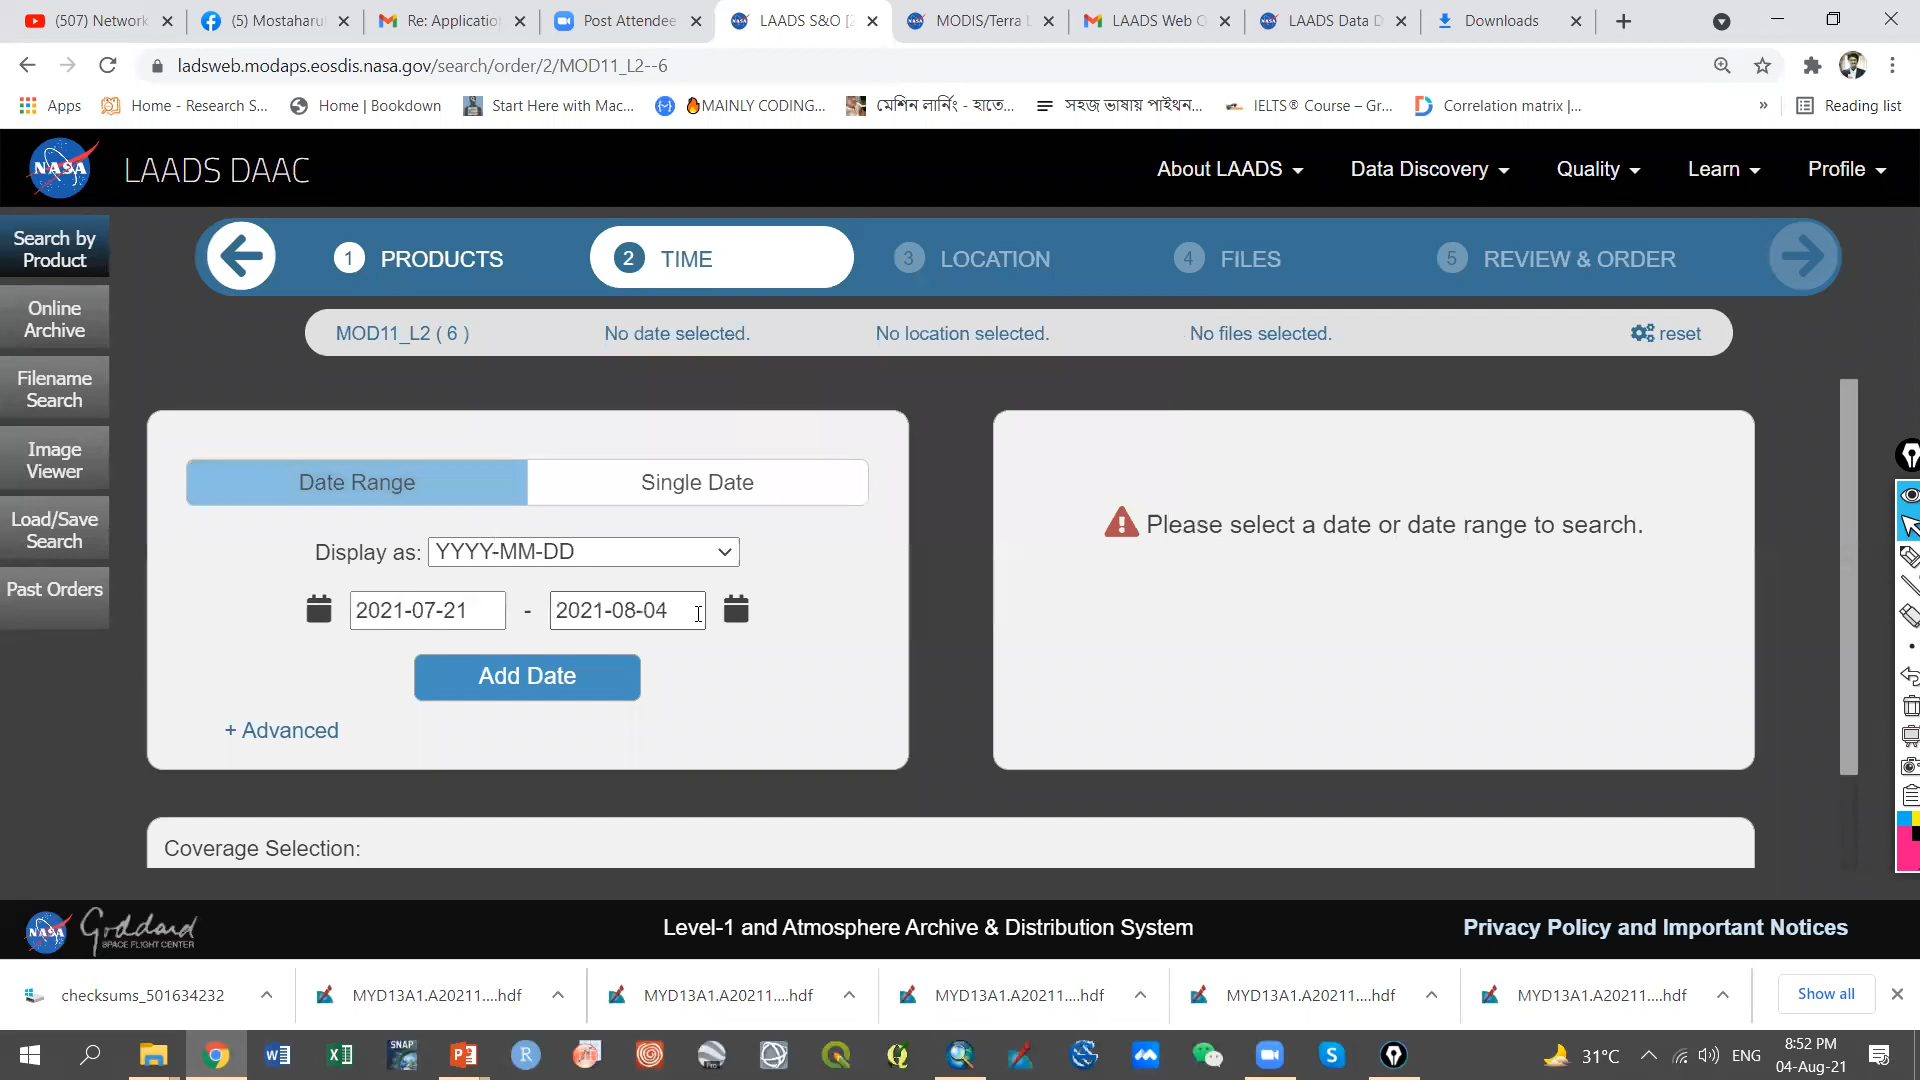 (507) Network
(5) Mostaharul
Re: Applicatio
Post Attendee
LAADS S&O [2
MODIS/Terra L
LAADS Web O
LAADS Data D
Downloads
ladsweb.modaps.eosdis.nasa.gov/search/order/2/MOD11_L2--6
Apps
Home - Research S...
Home | Bookdown
Start Here with Mac...
MAINLY CODING...
মেশিন লার্নিং - হাতে...
সহজ ভাষায় পাইথন...
IELTS® Course – Gr...
Correlation matrix |...
»
Reading list
NASA
LAADS DAAC
About LAADS
Data Discovery
Quality
Learn
Profile
Search by
Product
Online
Archive
Filename
Search
Image
Viewer
Load/Save
Search
Past Orders
1 PRODUCTS
2 TIME
3 LOCATION
4 FILES
5 REVIEW & ORDER
MOD11_L2 ( 6 )
No date selected.
No location selected.
No files selected.
reset
Date Range
Single Date
Display as: YYYY-MM-DD
2021-07-21 - 2021-08-04
Add Date
+ Advanced
Please select a date or date range to search.
Coverage Selection:
NASA
Goddard
SPACE FLIGHT CENTER
Level-1 and Atmosphere Archive & Distribution System
Privacy Policy and Important Notices
checksums_501634232
MYD13A1.A20211....hdf
MYD13A1.A20211....hdf
MYD13A1.A20211....hdf
MYD13A1.A20211....hdf
MYD13A1.A20211....hdf
Show all
SNAP
31°C
ENG
8:52 PM
04-Aug-21